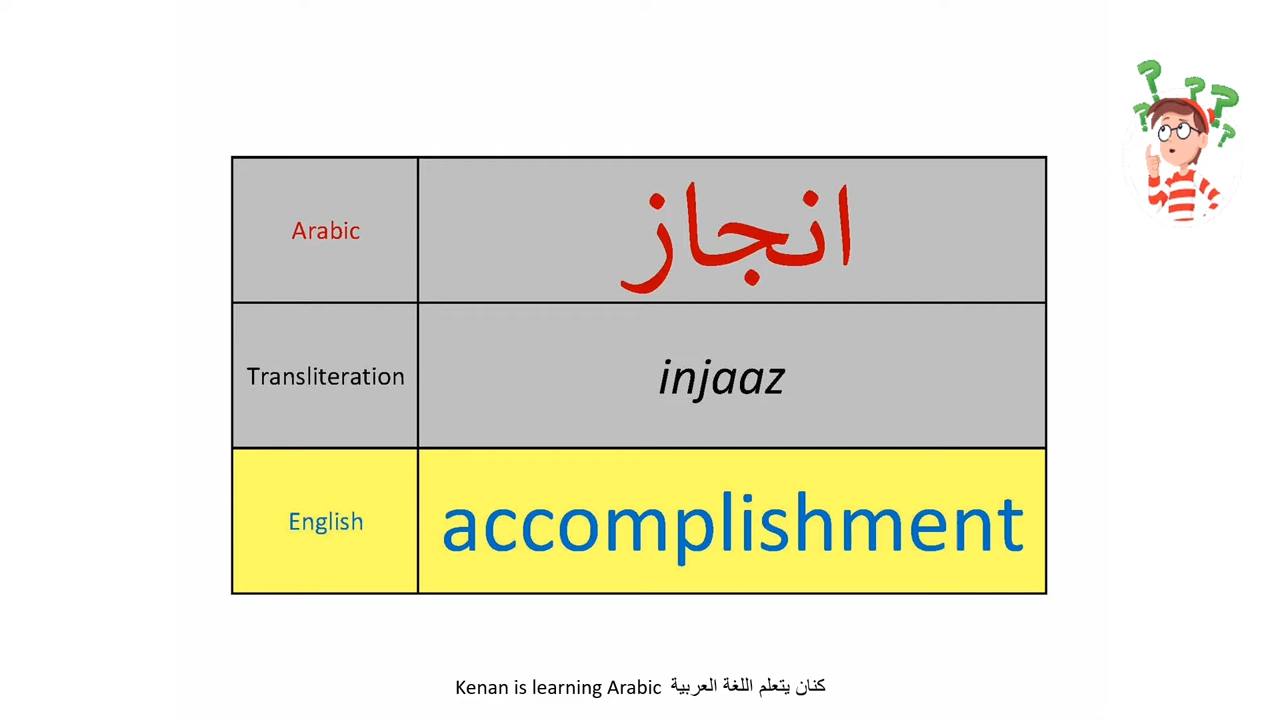 Arabic انجاز
Transliteration injaaz
English accomplishment
Kenan is learning Arabic كنان يتعلم اللغة العربية